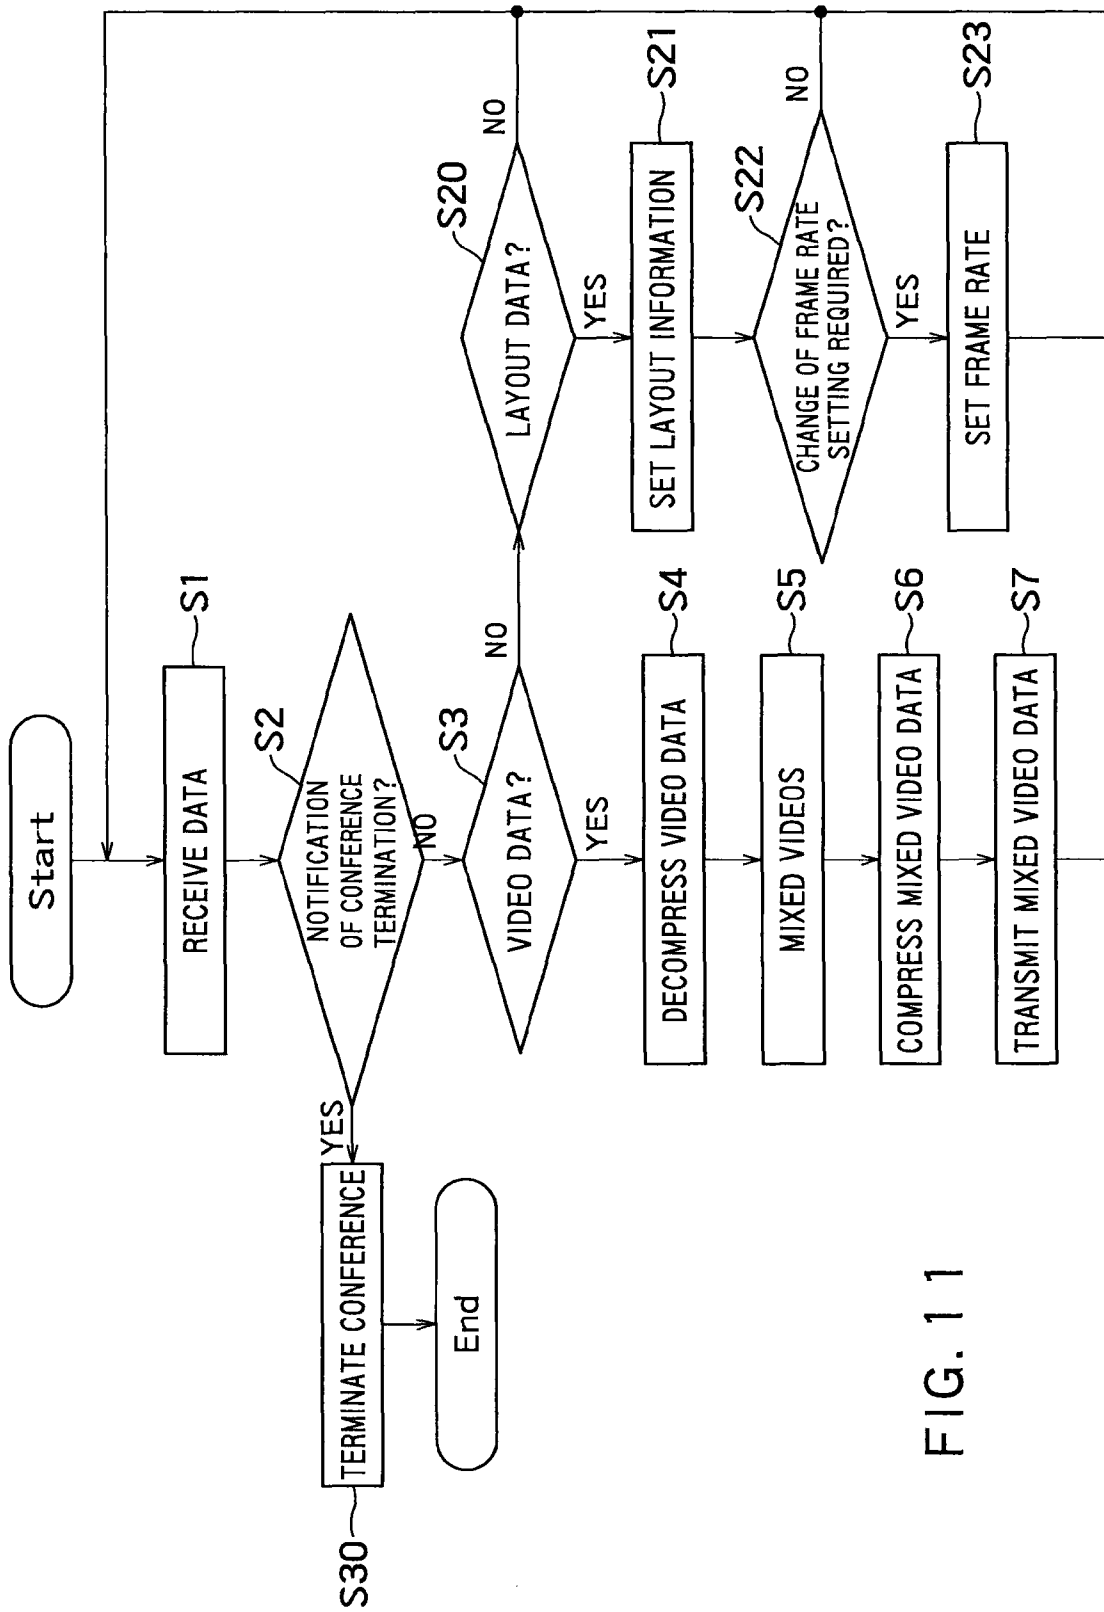 Start
RECEIVE DATA
S1
NOTIFICATION
OF CONFERENCE
TERMINATION?
S2
YES
NO
TERMINATE CONFERENCE
S30
End
VIDEO DATA?
S3
NO
YES
DECOMPRESS VIDEO DATA
S4
MIXED VIDEOS
S5
COMPRESS MIXED VIDEO DATA
S6
TRANSMIT MIXED VIDEO DATA
S7
LAYOUT DATA?
S20
NO
YES
SET LAYOUT INFORMATION
S21
CHANGE OF FRAME RATE
SETTING REQUIRED?
S22
NO
YES
SET FRAME RATE
S23
FIG. 11